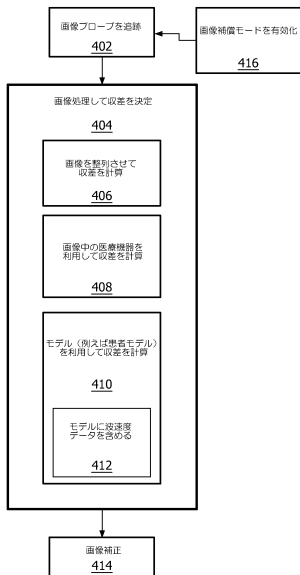 画像プローブを追跡
402
画像補償モードを有効化
416
画像処理して収差を決定
404
画像を整列させて
収差を計算
406
画像中の医療機器を
利用して収差を計算
408
モデル（例えば患者モデル）
を利用して収差を計算
410
モデルに波速度
データを含める
412
画像補正
414